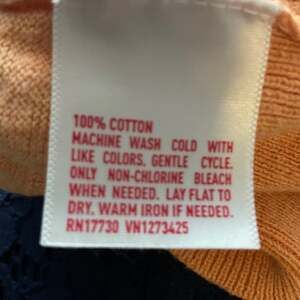 100% COTTON
MACHINE WASH COLD WITH
LIKE COLORS, GENTLE CYCLE.
ONLY NON-CHLORINE BLEACH
WHEN NEEDED. LAY FLAT TO
DRY, WARM IRON IF NEEDED.
RN17730 VN1273425